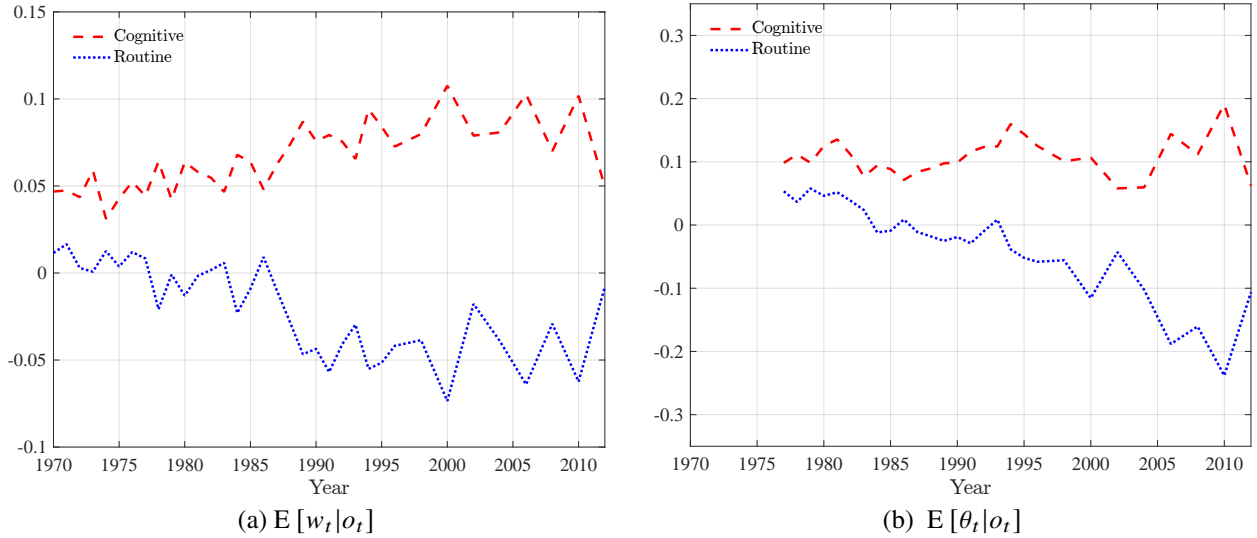 0.15
0.1
0.05
0
-0.05
-0.1
Cognitive
Routine
1970 1975 1980 1985 1990 1995 2000 2005 2010
Year
(a) E [w_t|o_t]
0.3
0.2
0.1
0
-0.1
-0.2
-0.3
Cognitive
Routine
1970 1975 1980 1985 1990 1995 2000 2005 2010
Year
(b) E [θ_t|o_t]